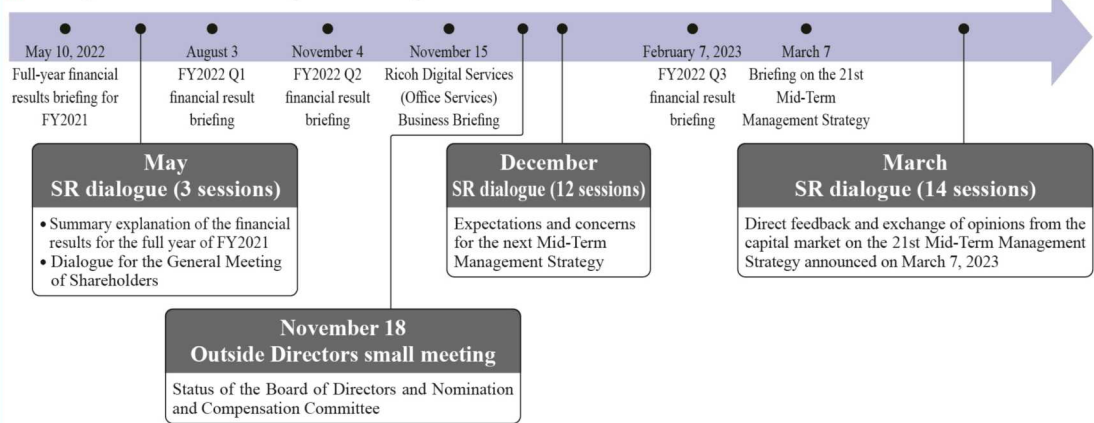 May 10, 2022
Full-year financial
results briefing for
FY2021
August 3
FY2022 Q1
financial result
briefing
November 4
FY2022 Q2
financial result
briefing
November 15
Ricoh Digital Services
(Office Services)
Business Briefing
February 7, 2023
FY2022 Q3
financial result
briefing
March 7
Briefing on the 21st
Mid-Term
Management Strategy
May
SR dialogue (3 sessions)
• Summary explanation of the financial
results for the full year of FY2021
• Dialogue for the General Meeting
of Shareholders
December
SR dialogue (12 sessions)
Expectations and concerns
for the next Mid-Term
Management Strategy
March
SR dialogue (14 sessions)
Direct feedback and exchange of opinions from the
capital market on the 21st Mid-Term Management
Strategy announced on March 7, 2023
November 18
Outside Directors small meeting
Status of the Board of Directors and Nomination
and Compensation Committee